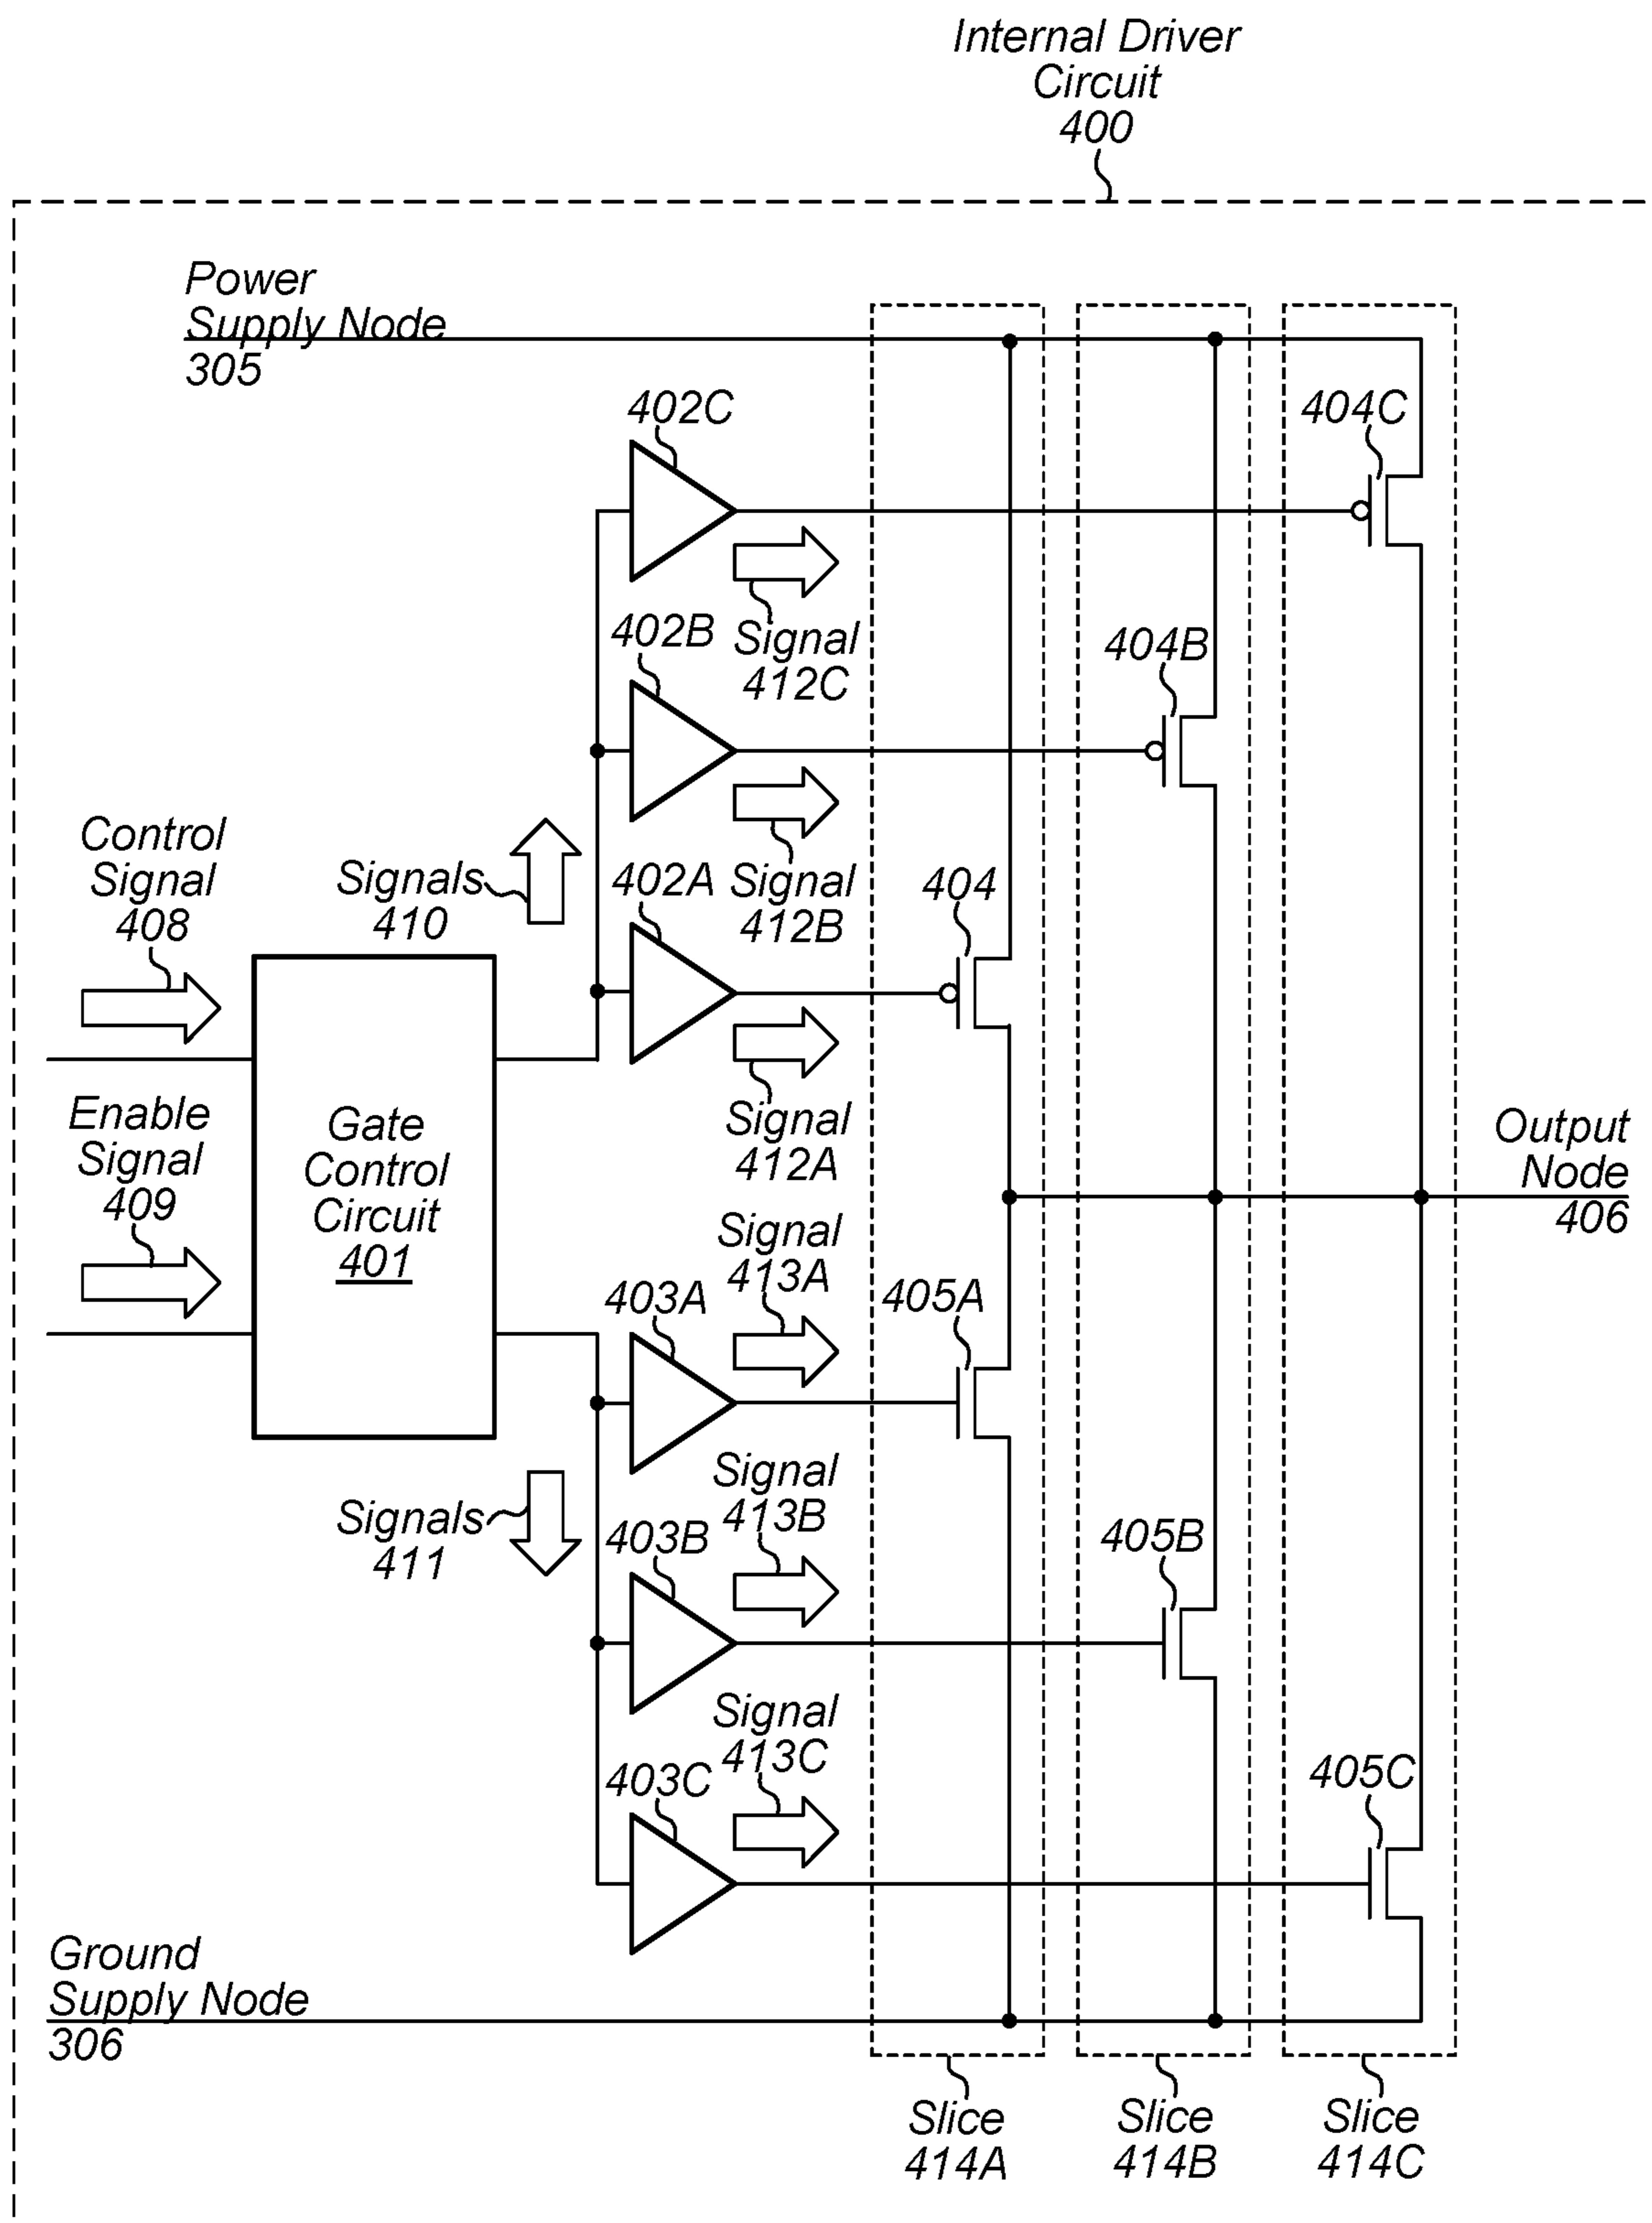 Internal Driver
Circuit
400
Power
Supply Node
305
402C
404C
Signal
412C
402B
404B
Control
Signal
408
Signals
410
402A
Signal
412B
404
Enable
Signal
409
Gate
Control
Circuit
401
Signal
412A
Output
Node
406
Signal
413A
403A
405A
Signals
411
Signal
413B
403B
405B
Signal
413C
403C
405C
Ground
Supply Node
306
Slice
414A
Slice
414B
Slice
414C